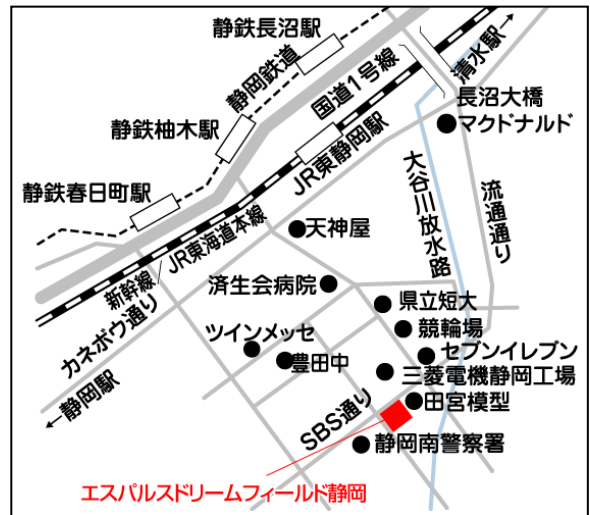 静鉄長沼駅
静岡鉄道
国道1号線
清水駅→
長沼大橋
マクドナルド
静鉄柚木駅
JR東静岡駅
静鉄春日町駅
大谷川放水路
流通通り
JR東海道本線
新幹線
天神屋
済生会病院
県立短大
カネボウ通り
ツインメッセ
競輪場
セブンイレブン
豊田中
三菱電機静岡工場
←静岡駅
SBS通り
田宮模型
静岡南警察署
エスパルスドリームフィールド静岡